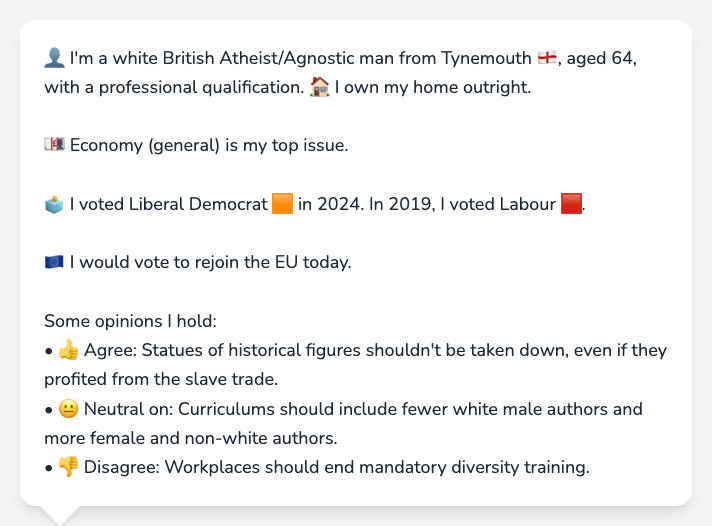 👤 I'm a white British Atheist/Agnostic man from Tynemouth 🏴󠁧󠁢󠁥󠁮󠁧󠁿, aged 64,
with a professional qualification. 🏠 I own my home outright.
💷 Economy (general) is my top issue.
🗳️ I voted Liberal Democrat 🟧 in 2024. In 2019, I voted Labour 🟥.
🇪🇺 I would vote to rejoin the EU today.
Some opinions I hold:
• 👍 Agree: Statues of historical figures shouldn't be taken down, even if they
profited from the slave trade.
• 😐 Neutral on: Curriculums should include fewer white male authors and
more female and non-white authors.
• 👎 Disagree: Workplaces should end mandatory diversity training.